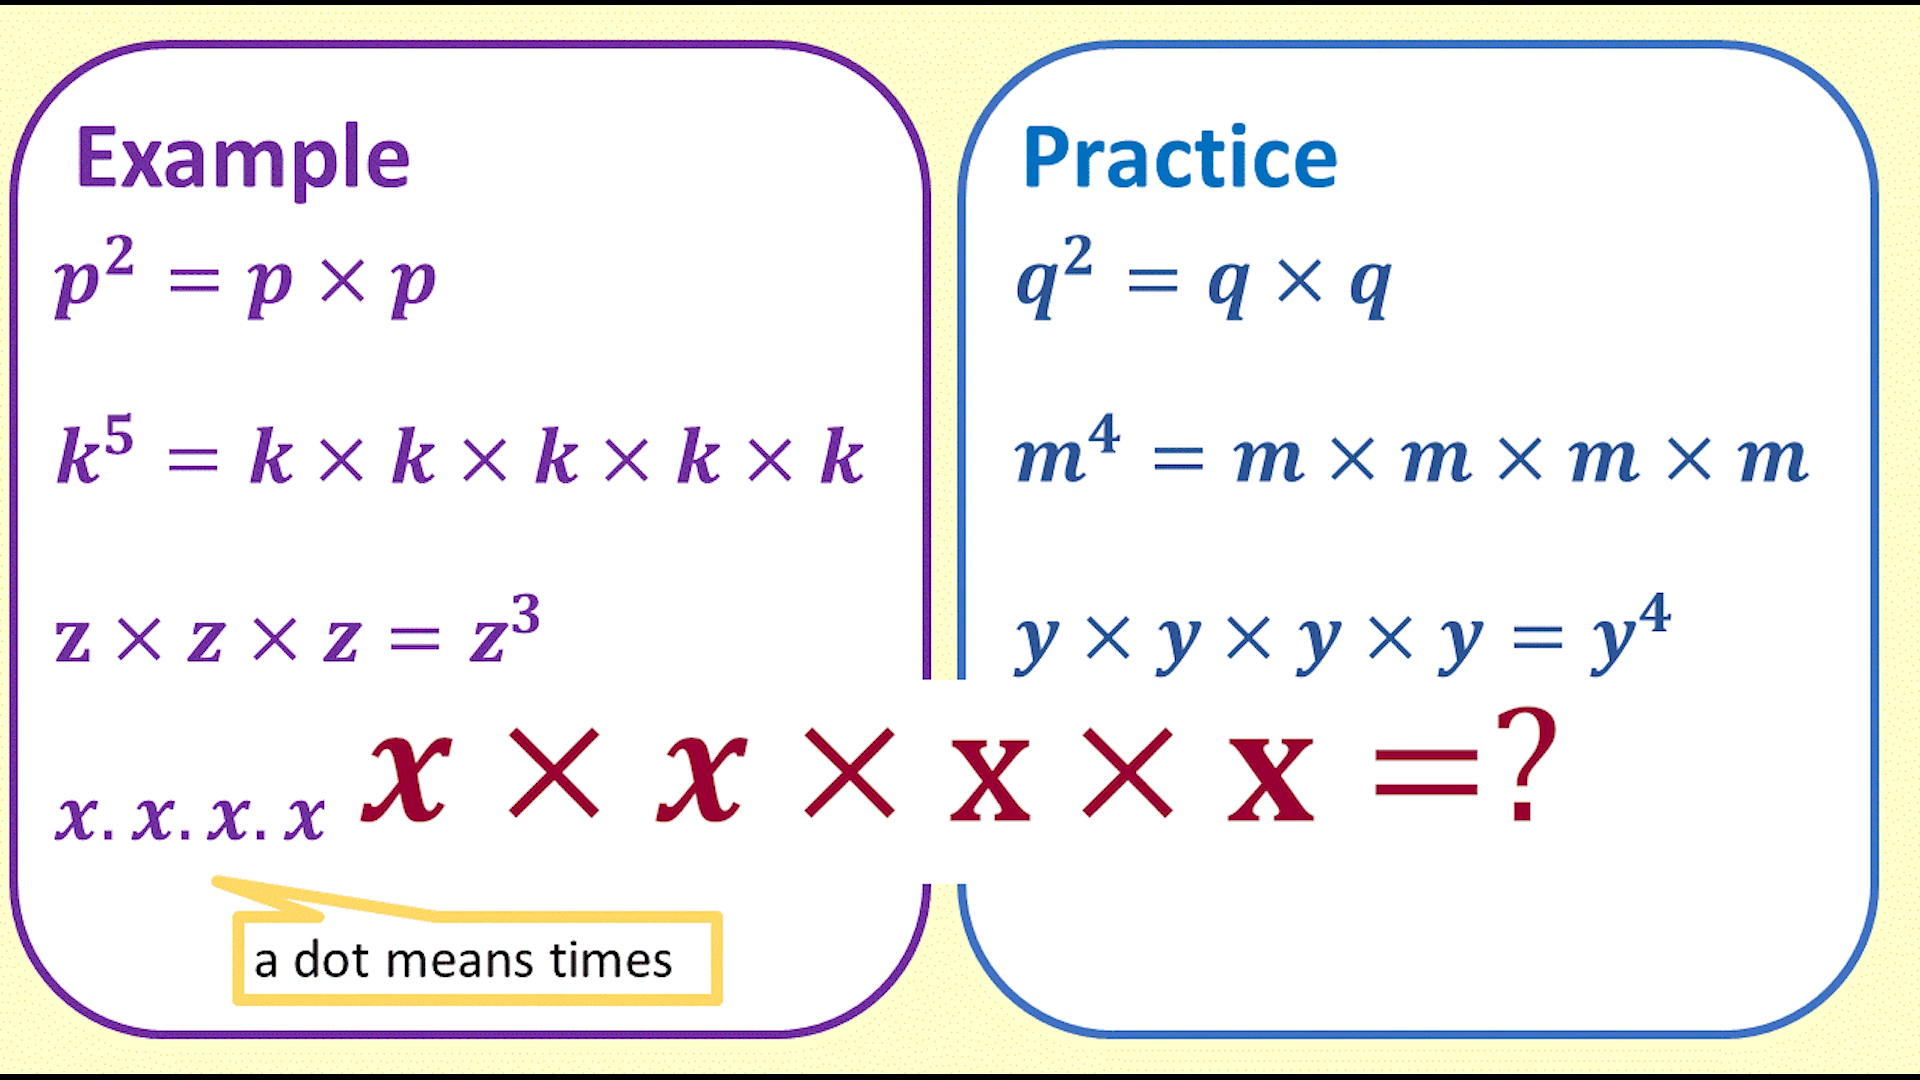 Example
p² = p × p
k⁵ = k × k × k × k × k
z × z × z = z³
x. x. x. x
a dot means times
Practice
q² = q × q
m⁴ = m × m × m × m
y × y × y × y = y⁴
x × x × x × x =?